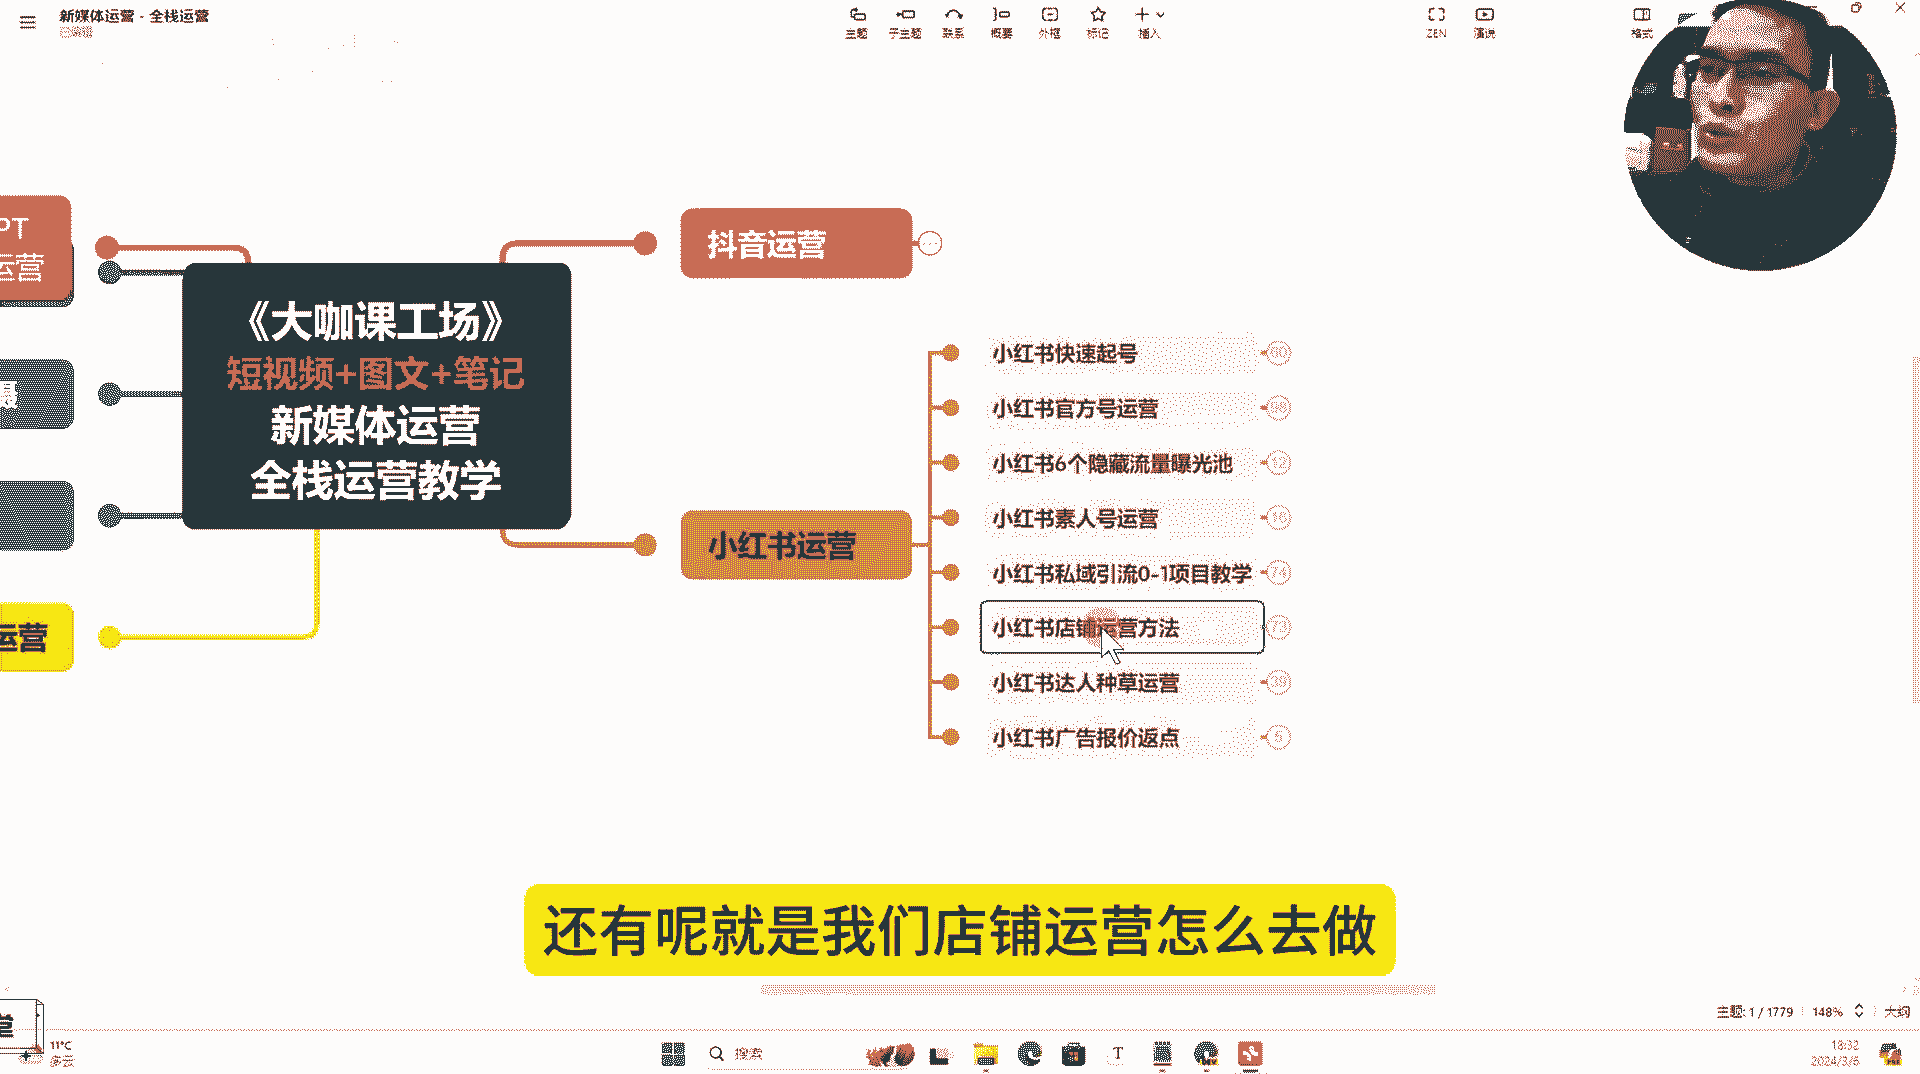 新媒体运营 - 全栈运营
已编辑
主题
子主题
联系
概要
外框
标记
插入
ZEN
演说
格式
PT
运营
《大咖课工场》
短视频+图文+笔记
新媒体运营
全栈运营教学
运营
抖音运营
小红书运营
小红书快速起号
60
小红书官方号运营
98
小红书6个隐藏流量曝光池
12
小红书素人号运营
16
小红书私域引流0-1项目教学
74
小红书店铺运营方法
73
小红书达人种草运营
39
小红书广告报价返点
5
还有呢就是我们店铺运营怎么去做
主题: 1 / 1779
148%
大纲
11°C
多云
搜索
18:32
2024/3/6